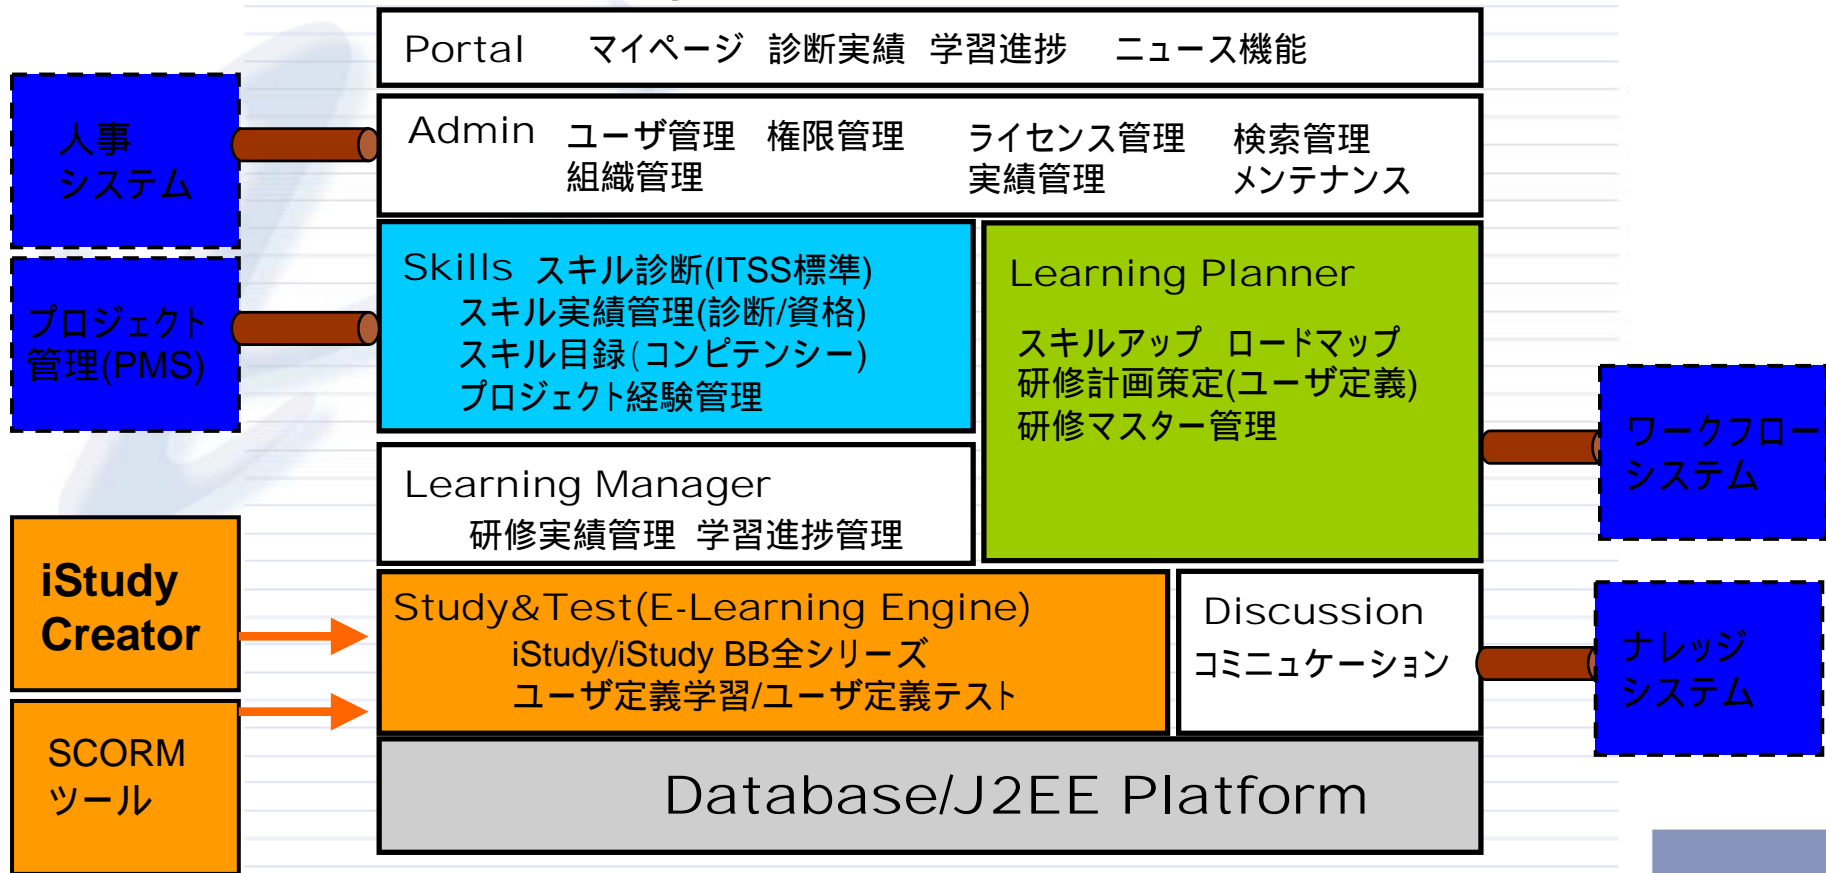 Portal マイページ 診断実績 学習進捗 ニュース機能
Admin ユーザ管理 権限管理 ライセンス管理 検索管理
組織管理 実績管理 メンテナンス
人事
システム
プロジェクト
管理(PMS)
Skills スキル診断(ITSS標準)
スキル実績管理(診断/資格)
スキル目録(コンピテンシー)
プロジェクト経験管理
Learning Planner
スキルアップ ロードマップ
研修計画策定(ユーザ定義)
研修マスター管理
ワークフロー
システム
Learning Manager
研修実績管理 学習進捗管理
iStudy
Creator
SCORM
ツール
Study&Test(E-Learning Engine)
iStudy/iStudy BB全シリーズ
ユーザ定義学習/ユーザ定義テスト
Discussion
コミニュケーション
ナレッジ
システム
Database/J2EE Platform